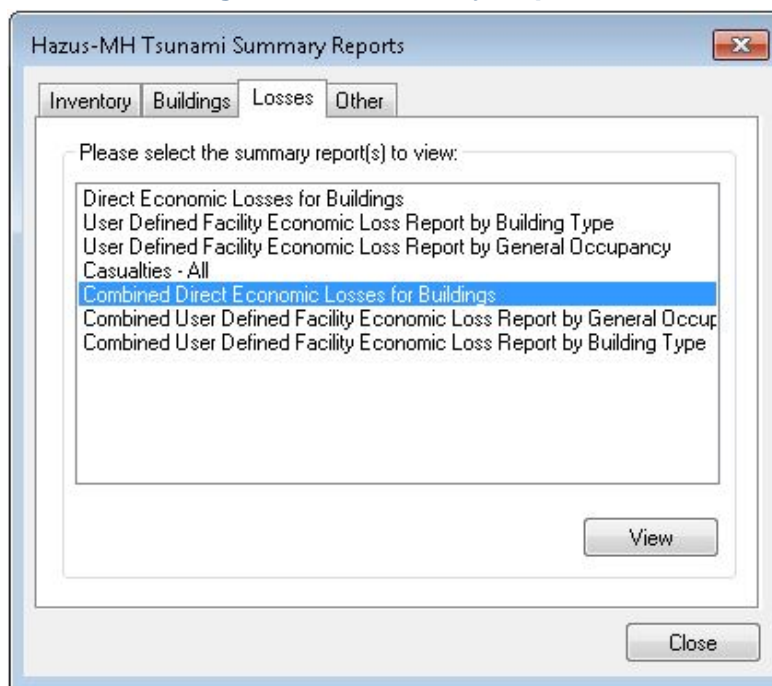 Hazus-MH Tsunami Summary Reports
Inventory Buildings Losses Other
Please select the summary report(s) to view:
Direct Economic Losses for Buildings
User Defined Facility Economic Loss Report by Building Type
User Defined Facility Economic Loss Report by General Occupancy
Casualties - All
Combined Direct Economic Losses for Buildings
Combined User Defined Facility Economic Loss Report by General Occup
Combined User Defined Facility Economic Loss Report by Building Type
View
Close